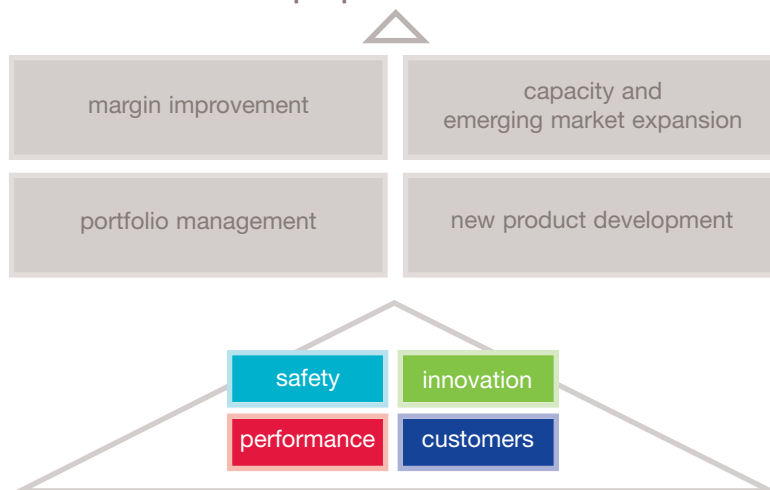 margin improvement
capacity and
emerging market expansion
portfolio management
new product development
safety
innovation
performance
customers